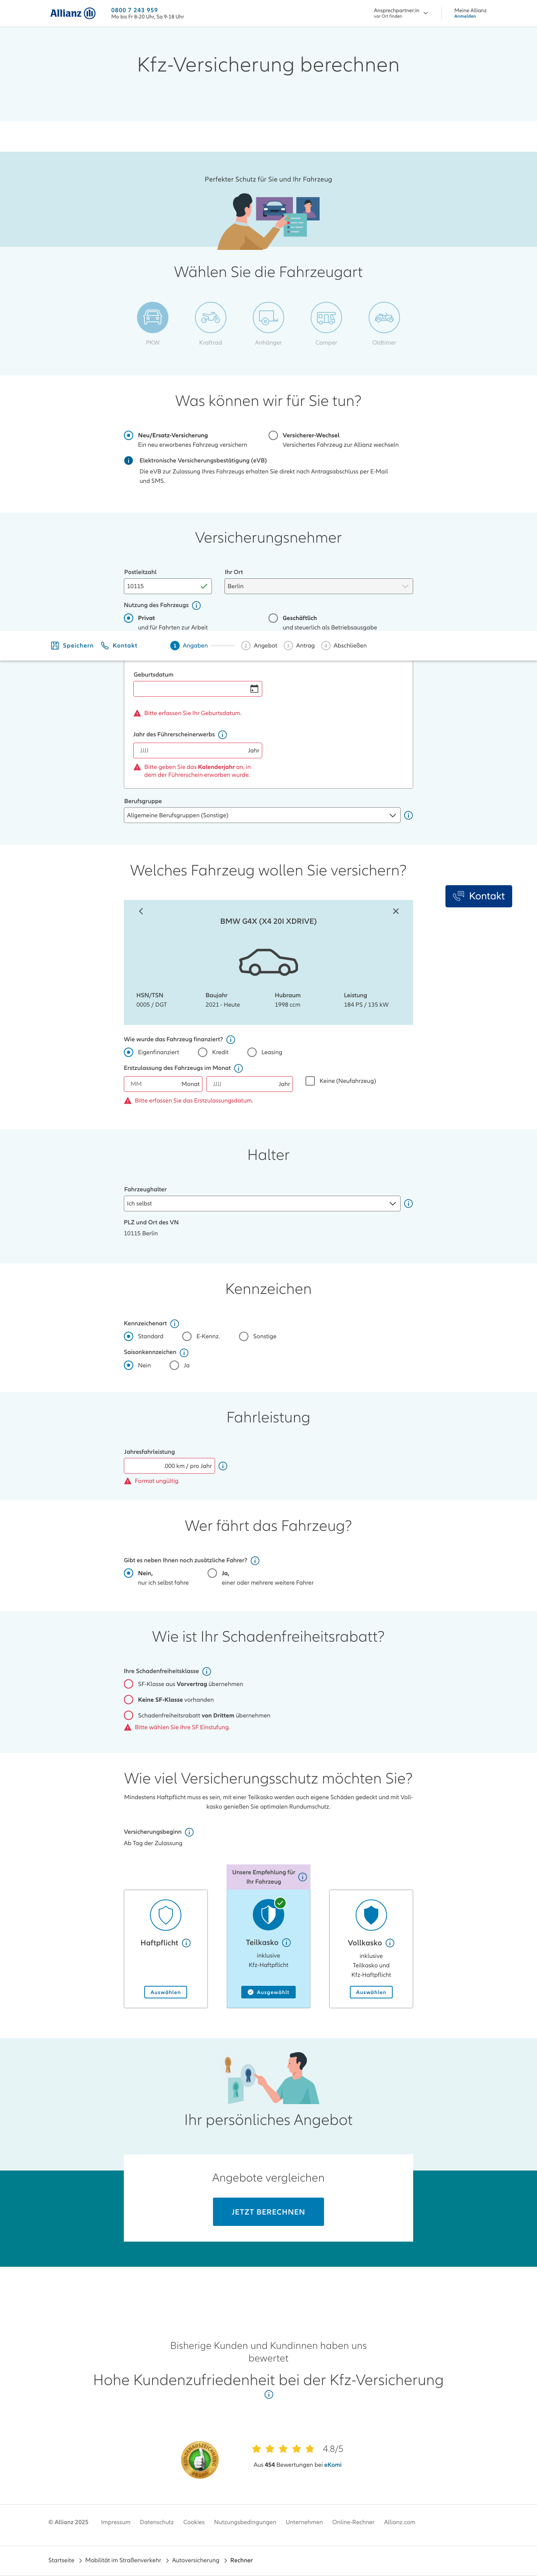 Allianz
0800 7 243 959
Mo bis Fr 8-20 Uhr, Sa 9-18 Uhr
Ansprechpartner:in
vor Ort finden
Meine Allianz
Anmelden
Kfz-Versicherung berechnen
Perfekter Schutz für Sie und Ihr Fahrzeug
Wählen Sie die Fahrzeugart
PKW Kraftrad Anhänger Camper Oldtimer
Was können wir für Sie tun?
Neu/Ersatz-Versicherung
Ein neu erworbenes Fahrzeug versichern
Versicherer-Wechsel
Versichertes Fahrzeug zur Allianz wechseln
Elektronische Versicherungsbestätigung (eVB)
Die eVB zur Zulassung Ihres Fahrzeugs erhalten Sie direkt nach Antragsabschluss per E-Mail
und SMS.
Versicherungsnehmer
Postleitzahl Ihr Ort
10115 Berlin
Nutzung des Fahrzeugs
Privat
und für Fahrten zur Arbeit
Geschäftlich
und steuerlich als Betriebsausgabe
Speichern Kontakt 1 Angaben 2 Angebot 3 Antrag 4 Abschließen
Geburtsdatum
Bitte erfassen Sie Ihr Geburtsdatum.
Jahr des Führerscheinerwerbs
JJJJ Jahr
Bitte geben Sie das Kalenderjahr an, in
dem der Führerschein erworben wurde.
Berufsgruppe
Allgemeine Berufsgruppen (Sonstige)
Welches Fahrzeug wollen Sie versichern?
Kontakt
BMW G4X (X4 20I XDRIVE)
HSN/TSN Baujahr Hubraum Leistung
0005 / DGT 2021 - Heute 1998 ccm 184 PS / 135 kW
Wie wurde das Fahrzeug finanziert?
Eigenfinanziert Kredit Leasing
Erstzulassung des Fahrzeugs im Monat
MM Monat JJJJ Jahr Keine (Neufahrzeug)
Bitte erfassen Sie das Erstzulassungsdatum.
Halter
Fahrzeughalter
Ich selbst
PLZ und Ort des VN
10115 Berlin
Kennzeichen
Kennzeichenart
Standard E-Kennz. Sonstige
Saisonkennzeichen
Nein Ja
Fahrleistung
Jahresfahrleistung
.000 km / pro Jahr
Format ungültig.
Wer fährt das Fahrzeug?
Gibt es neben Ihnen noch zusätzliche Fahrer?
Nein,
nur ich selbst fahre
Ja,
einer oder mehrere weitere Fahrer
Wie ist Ihr Schadenfreiheitsrabatt?
Ihre Schadenfreiheitsklasse
SF-Klasse aus Vorvertrag übernehmen
Keine SF-Klasse vorhanden
Schadenfreiheitsrabatt von Drittem übernehmen
Bitte wählen Sie Ihre SF Einstufung.
Wie viel Versicherungsschutz möchten Sie?
Mindestens Haftpflicht muss es sein, mit einer Teilkasko werden auch eigene Schäden gedeckt und mit Voll-
kasko genießen Sie optimalen Rundumschutz.
Versicherungsbeginn
Ab Tag der Zulassung
Unsere Empfehlung für
Ihr Fahrzeug
Haftpflicht
Auswählen
Teilkasko
inklusive
Kfz-Haftpflicht
Ausgewählt
Vollkasko
inklusive
Teilkasko und
Kfz-Haftpflicht
Auswählen
Ihr persönliches Angebot
Angebote vergleichen
JETZT BERECHNEN
Bisherige Kunden und Kundinnen haben uns
bewertet
Hohe Kundenzufriedenheit bei der Kfz-Versicherung
4.8/5
Aus 454 Bewertungen bei eKomi
© Allianz 2025 Impressum Datenschutz Cookies Nutzungsbedingungen Unternehmen Online-Rechner Allianz.com
Startseite Mobilität im Straßenverkehr Autoversicherung Rechner